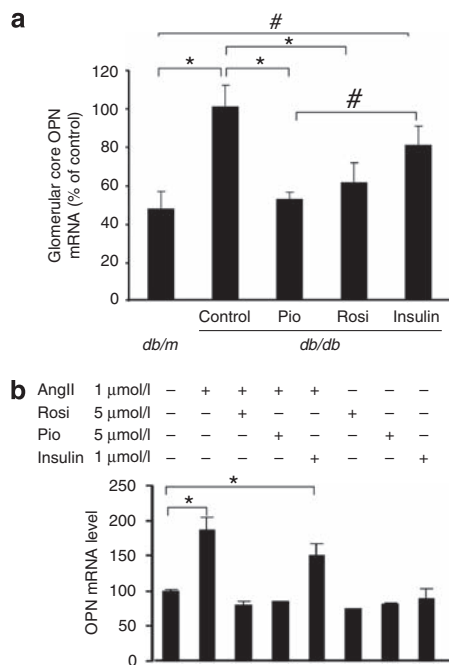 a
#
*
* *
#
Glomerular core OPN
mRNA (% of control)
120
100
80
60
40
20
0
Control Pio Rosi Insulin
db/m db/db
b
AngII 1 μmol/l – + + + + – – –
Rosi 5 μmol/l – – + – – + – –
Pio 5 μmol/l – – – + – – + –
Insulin 1 μmol/l – – – – + – – +
OPN mRNA level
250
200
150
100
50
0
*
*